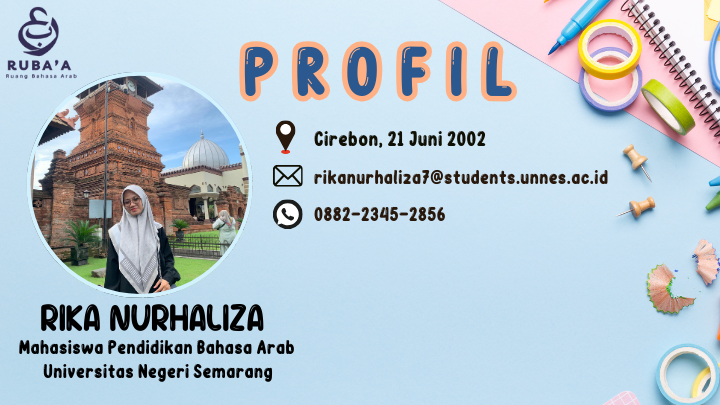 RUBA'A
Ruang Bahasa Arab
PROFIL
Cirebon, 21 Juni 2002
rikanurhaliza7@students.unnes.ac.id
0882-2345-2856
RIKA NURHALIZA
Mahasiswa Pendidikan Bahasa Arab
Universitas Negeri Semarang